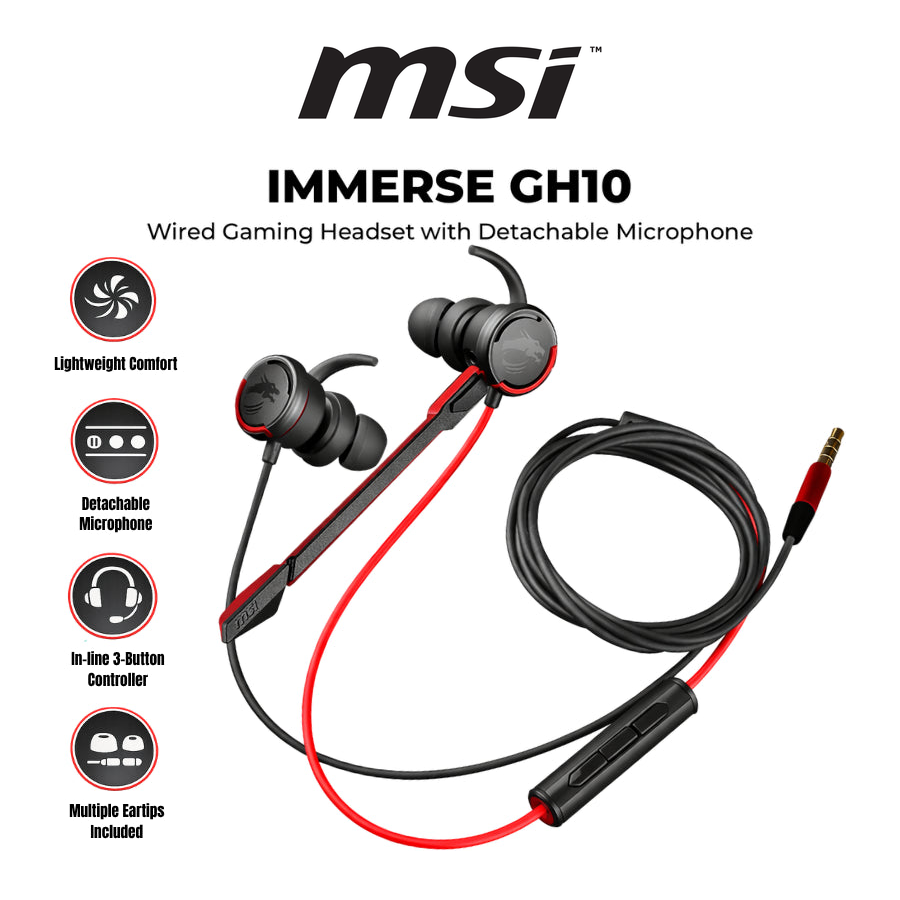 msi™
IMMERSE GH10
Wired Gaming Headset with Detachable Microphone
Lightweight Comfort
Detachable
Microphone
In-line 3-Button
Controller
Multiple Eartips
Included
msi